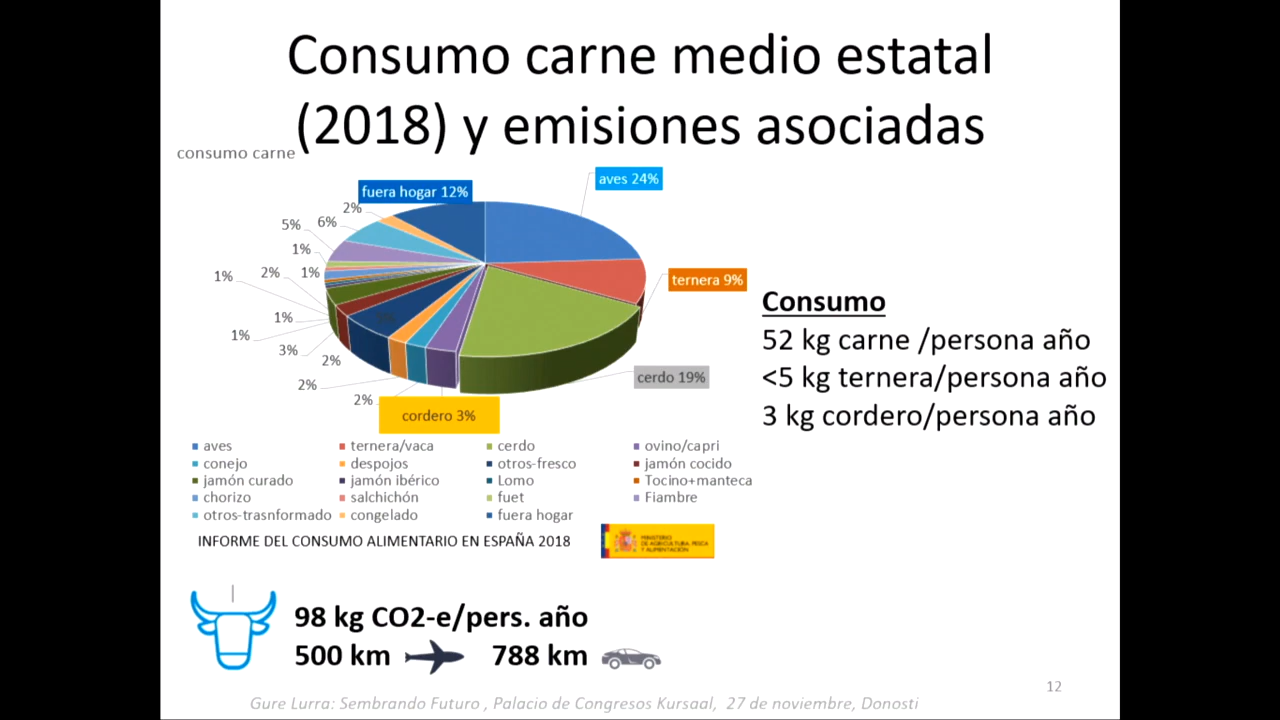 Consumo carne medio estatal
(2018) y emisiones asociadas
consumo carne
aves 24%
fuera hogar 12%
2%
6%
5%
1%
1%
2%
1%
ternera 9%
1%
1%
3%
2%
2%
2%
cerdo 19%
cordero 3%
Consumo
52 kg carne /persona año
<5 kg ternera/persona año
3 kg cordero/persona año
aves
ternera/vaca
cerdo
ovino/capri
conejo
despojos
otros-fresco
jamón cocido
jamón curado
jamón ibérico
Lomo
Tocino+manteca
chorizo
salchichón
fuet
Fiambre
otros-trasnformado
congelado
fuera hogar
INFORME DEL CONSUMO ALIMENTARIO EN ESPAÑA 2018
MINISTERIO
DE AGRICULTURA, PESCA
Y ALIMENTACIÓN
98 kg CO2-e/pers. año
500 km
788 km
12
Gure Lurra: Sembrando Futuro , Palacio de Congresos Kursaal, 27 de noviembre, Donosti